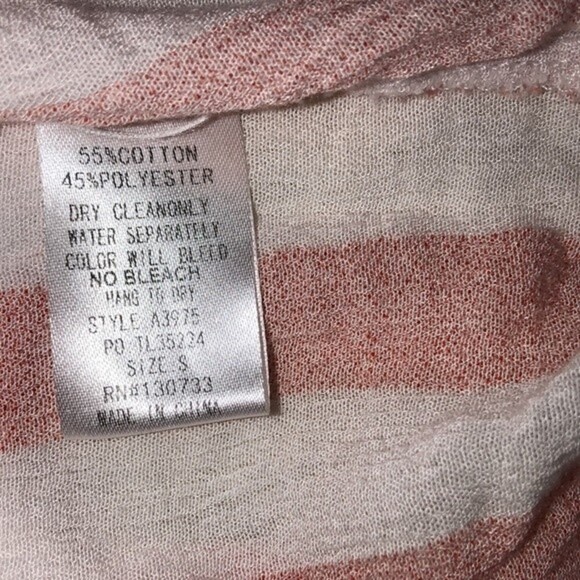 55%COTTON
45%POLYESTER
DRY CLEANONLY
WATER SEPARATELY
COLOR WILL BLEED
NO BLEACH
HANG TO DRY
STYLE A3975
PO TL35234
SIZE S
RN#130733
MADE IN CHINA